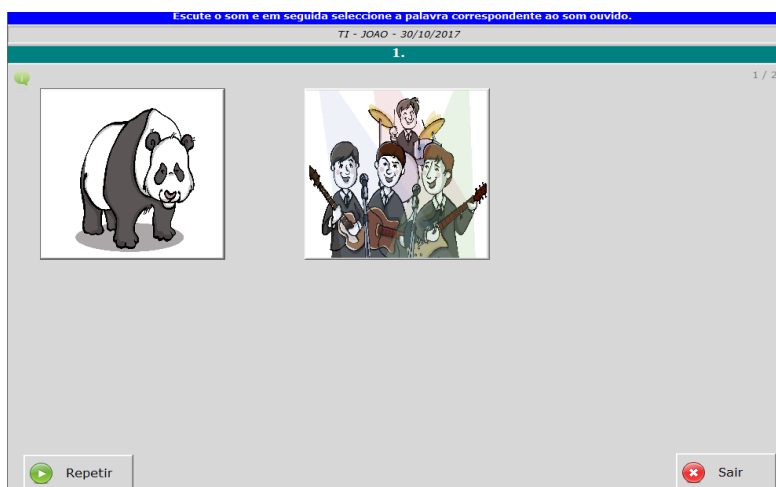 Escute o som e em seguida seleccione a palavra correspondente ao som ouvido.
TI - JOAO - 30/10/2017
1.
1 / 2
Repetir
Sair